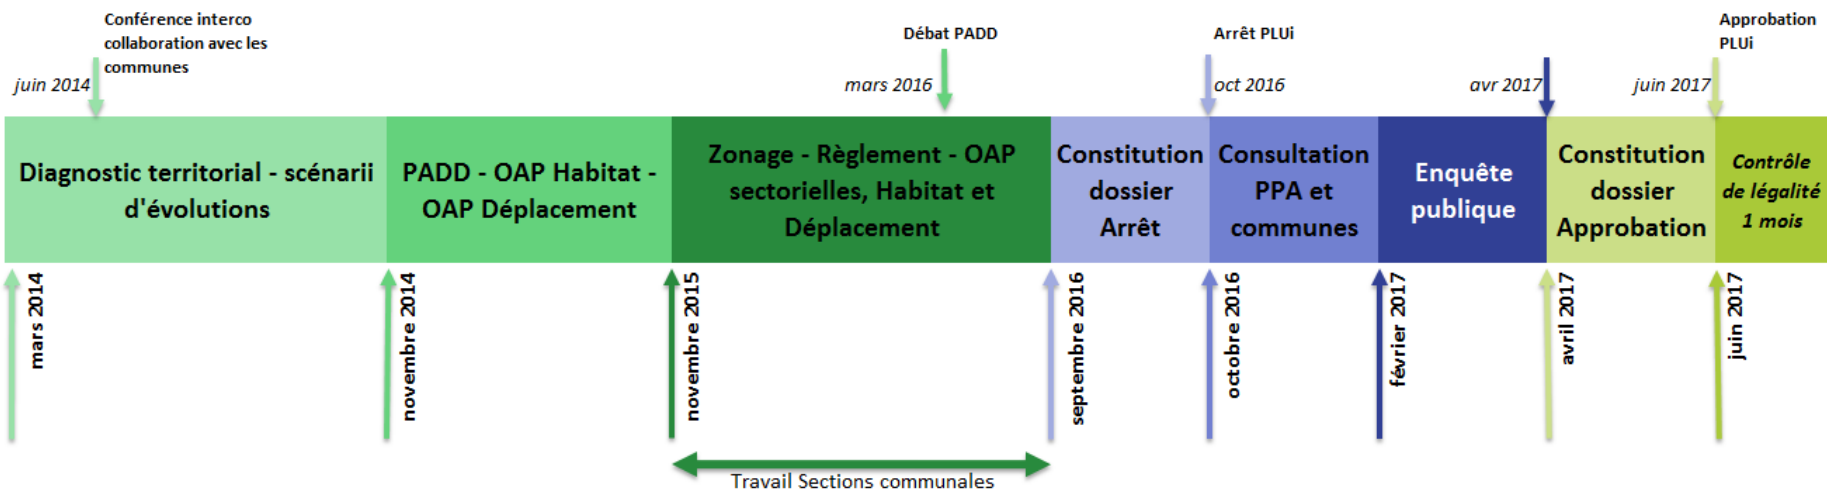 Conférence interco
collaboration avec les
communes
juin 2014
Débat PADD
mars 2016
Arrêt PLUi
oct 2016
avr 2017
Approbation
PLUi
juin 2017
Diagnostic territorial - scénarii
d'évolutions
PADD - OAP Habitat -
OAP Déplacement
Zonage - Règlement - OAP
sectorielles, Habitat et
Déplacement
Constitution
dossier
Arrêt
Consultation
PPA et
communes
Enquête
publique
Constitution
dossier
Approbation
Contrôle
de légalité
1 mois
mars 2014
novembre 2014
novembre 2015
septembre 2016
octobre 2016
février 2017
avril 2017
juin 2017
Travail Sections communales